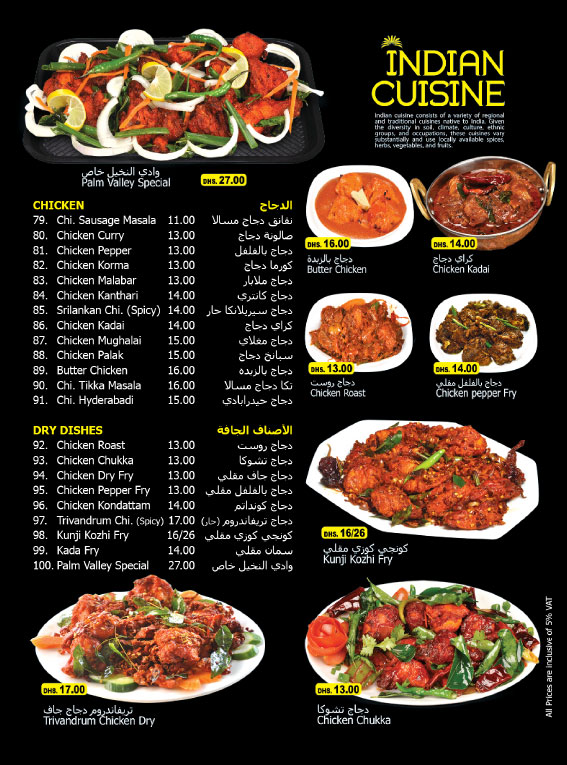 INDIAN
CUISINE
Indian cuisine consists of a variety of regional
and traditional cuisines native to India. Given
the diversity in soil, climate, culture, ethnic
groups, and occupations, these cuisines vary
substantially and use locally available spices,
herbs, vegetables, and fruits.
وادي النخيل خاص
Palm Valley Special
DHS. 27.00
CHICKEN الدجاج
79. Chi. Sausage Masala 11.00 نقانق دجاج مسالا
80. Chicken Curry 13.00 صالونة دجاج
81. Chicken Pepper 13.00 دجاج بالفلفل
82. Chicken Korma 13.00 كورما دجاج
83. Chicken Malabar 13.00 دجاج ملابار
84. Chicken Kanthari 14.00 دجاج كانتري
85. Srilankan Chi. (Spicy) 14.00 دجاج سيريلانكا حار
86. Chicken Kadai 14.00 كراي دجاج
87. Chicken Mughalai 15.00 دجاج مغلاي
88. Chicken Palak 15.00 سبانخ دجاج
89. Butter Chicken 16.00 دجاج بالزبده
90. Chi. Tikka Masala 16.00 تكا دجاج مسالا
91. Chi. Hyderabadi 15.00 دجاج حيدرابادي
DRY DISHES الأصناف الجافة
92. Chicken Roast 13.00 دجاج روست
93. Chicken Chukka 13.00 دجاج تشوكا
94. Chicken Dry Fry 13.00 دجاج جاف مقلي
95. Chicken Pepper Fry 13.00 دجاج بالفلفل مقلي
96. Chicken Kondattam 14.00 دجاج كونداتم
97. Trivandrum Chi. (Spicy) 17.00 دجاج تريفاندروم (حار)
98. Kunji Kozhi Fry 16/26 كونجي كوزي مقلي
99. Kada Fry 14.00 سمان مقلي
100. Palm Valley Special 27.00 وادي النخيل خاص
DHS. 16.00
دجاج بالزبدة
Butter Chicken
DHS. 14.00
كراي دجاج
Chicken Kadai
DHS. 13.00
دجاج روست
Chicken Roast
DHS. 14.00
دجاج بالفلفل مقلي
Chicken pepper Fry
DHS. 16/26
كونجي كوزي مقلي
Kunji Kozhi Fry
DHS. 17.00
تريفاندروم دجاج جاف
Trivandrum Chicken Dry
DHS. 13.00
دجاج تشوكا
Chicken Chukka
All Prices are inclusive of 5% VAT